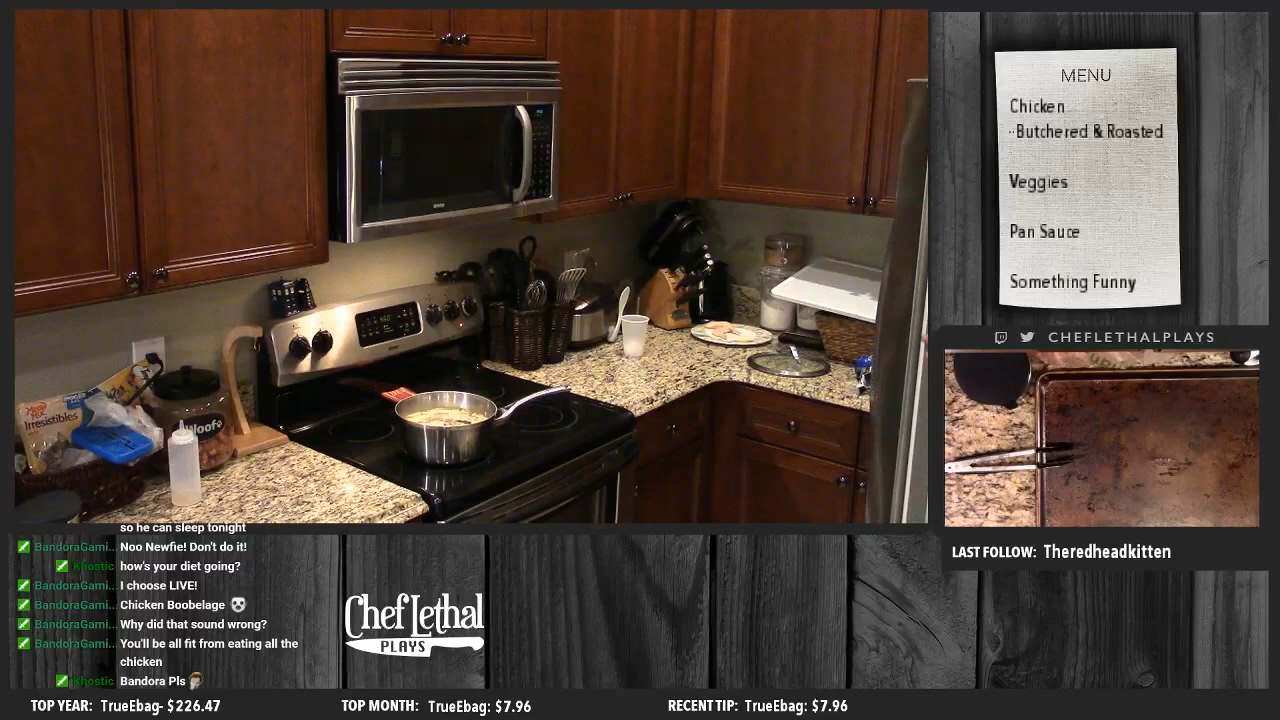 MENU
Chicken
- Butchered & Roasted
Veggies
Pan Sauce
Something Funny
CHEFLETHALPLAYS
Irresistibles
Woof
LAST FOLLOW: Theredheadkitten
so he can sleep tonight
BandoraGami... Noo Newfie! Don't do it!
Khostic how's your diet going?
BandoraGami... I choose LIVE!
BandoraGami... Chicken Boobelage
BandoraGami... Why did that sound wrong?
BandoraGami... You'll be all fit from eating all the
chicken
Khostic Bandora Pls
Chef Lethal
PLAYS
TOP YEAR: TrueEbag- $226.47
TOP MONTH: TrueEbag: $7.96
RECENT TIP: TrueEbag: $7.96